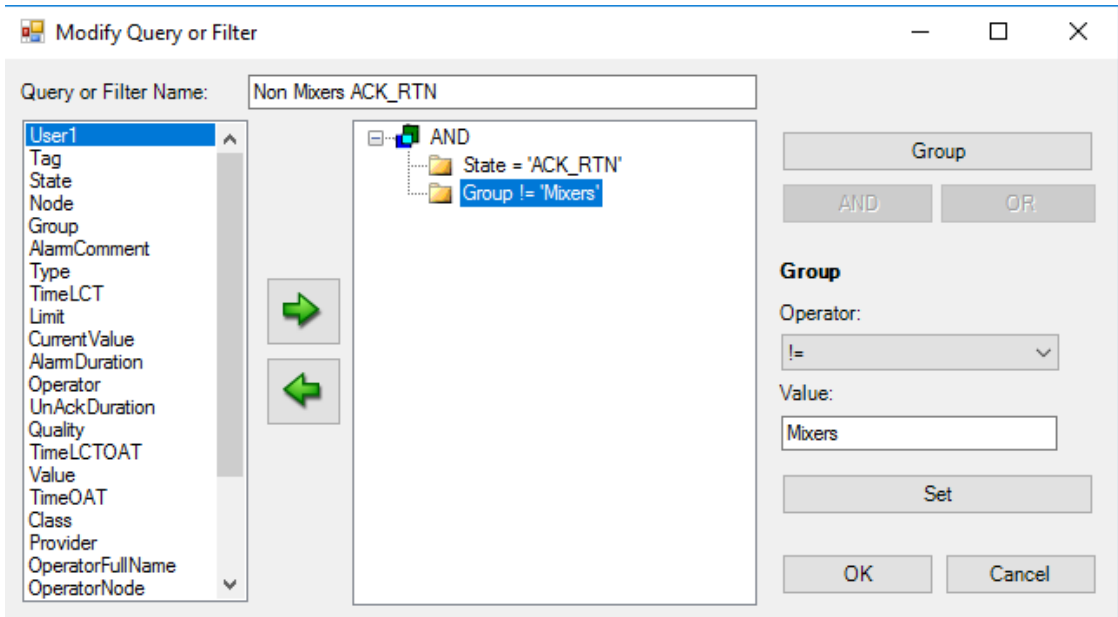 Modify Query or Filter
Query or Filter Name:
Non Mixers ACK_RTN
User1
Tag
State
Node
Group
AlarmComment
Type
TimeLCT
Limit
CurrentValue
AlarmDuration
Operator
UnAckDuration
Quality
TimeLCTOAT
Value
TimeOAT
Class
Provider
OperatorFullName
OperatorNode
AND
State = 'ACK_RTN'
Group != 'Mixers'
Group
AND
OR
Group
Operator:
!=
Value:
Mixers
Set
OK
Cancel